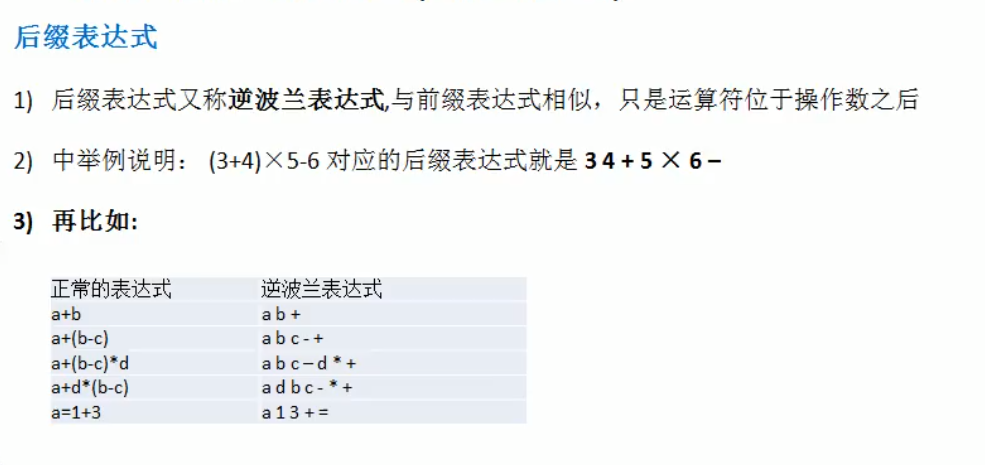 后缀表达式
1) 后缀表达式又称逆波兰表达式,与前缀表达式相似，只是运算符位于操作数之后
2) 中举例说明： (3+4)×5-6 对应的后缀表达式就是 3 4 + 5 × 6 –
3) 再比如:
正常的表达式 逆波兰表达式
a+b a b +
a+(b-c) a b c - +
a+(b-c)*d a b c – d * +
a+d*(b-c) a d b c - * +
a=1+3 a 1 3 + =